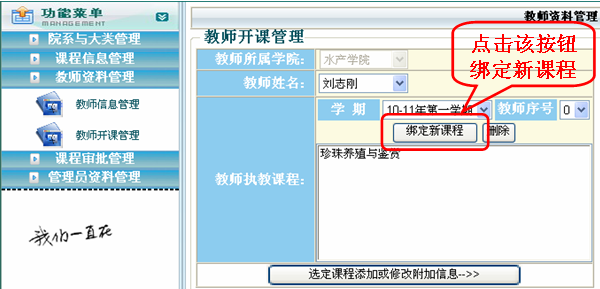 功能菜单
MANAGEMENT
院系与大类管理
课程信息管理
教师资料管理
教师信息管理
教师开课管理
课程审批管理
管理员资料管理
我们一直在
教师资料管理
教师开课管理
教师所属学院: 水产学院
教师姓名: 刘志刚
学 期 10-11年第一学期 教师序号 0
绑定新课程 删除
教师执教课程:
珍珠养殖与鉴赏
选定课程添加或修改附加信息-->>
点击该按钮
绑定新课程